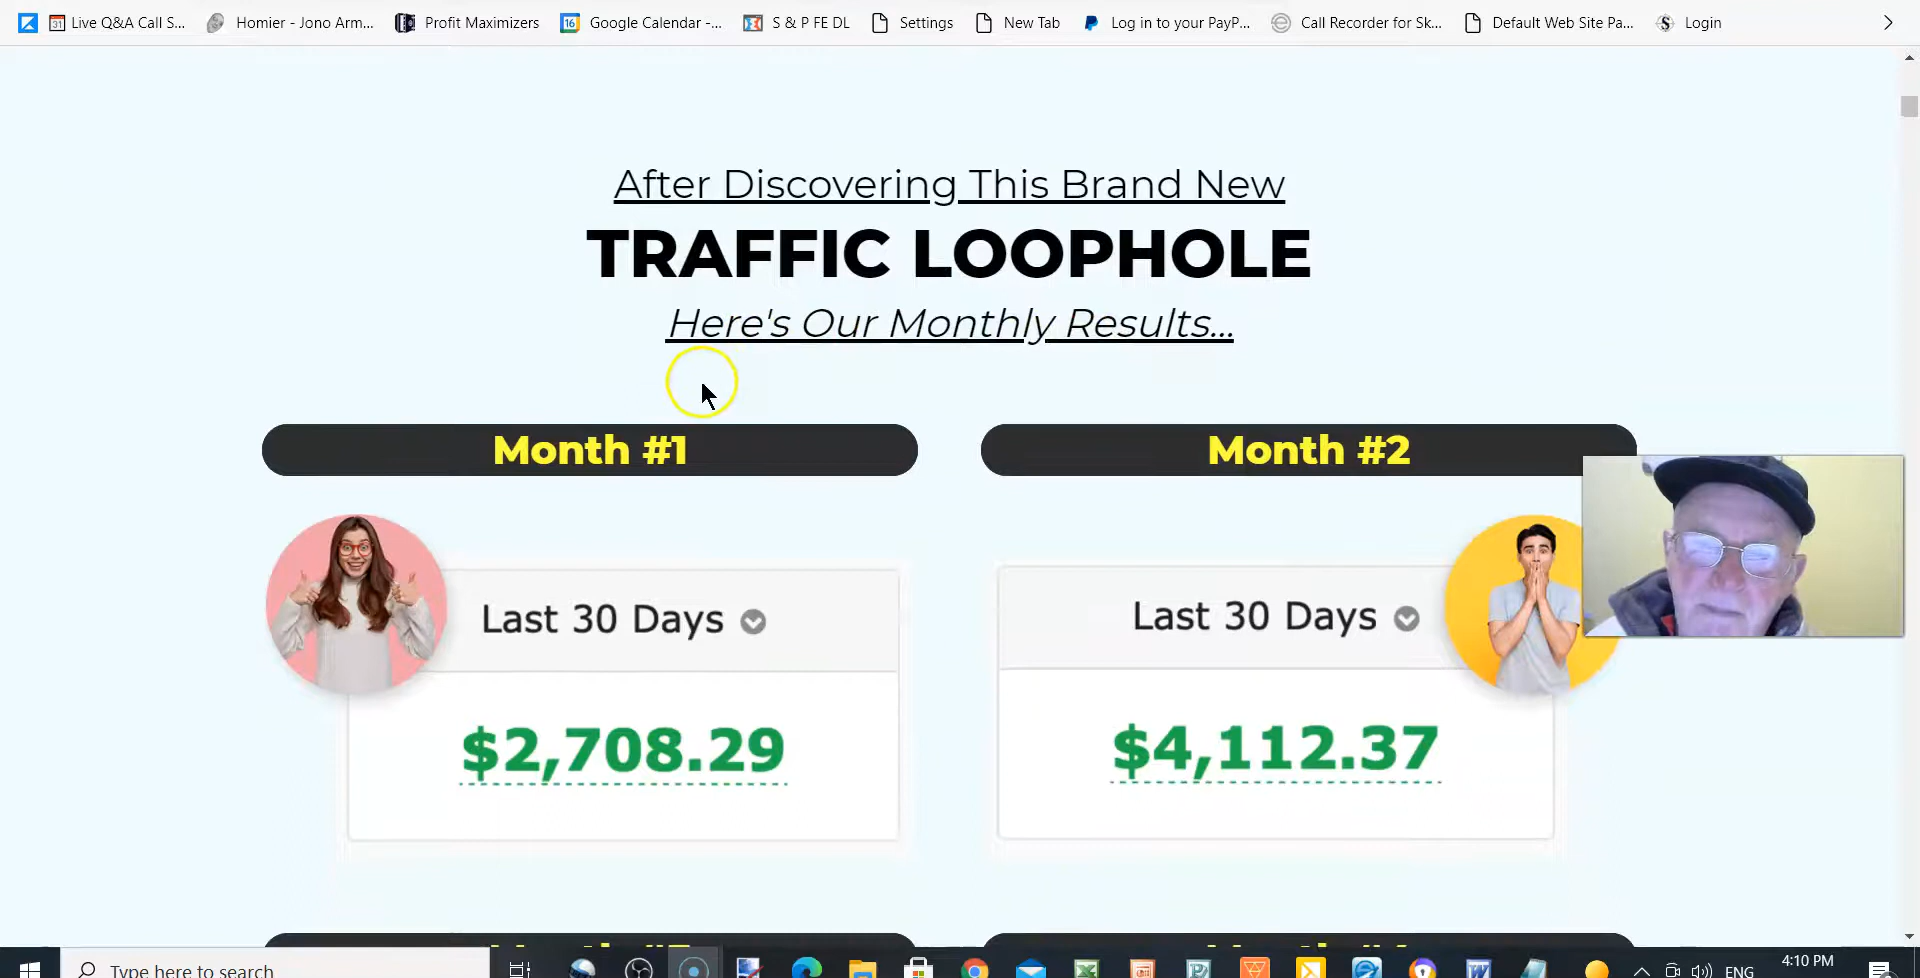 Live Q&A Call S... Homier - Jono Arm... Profit Maximizers 16 Google Calendar -... S & P FE DL Settings New Tab Log in to your PayP... Call Recorder for Sk... Default Web Site Pa... Login
After Discovering This Brand New
TRAFFIC LOOPHOLE
Here's Our Monthly Results...
Month #1
Month #2
Last 30 Days
Last 30 Days
$2,708.29
$4,112.37
Type here to search
4:10 PM
ENG